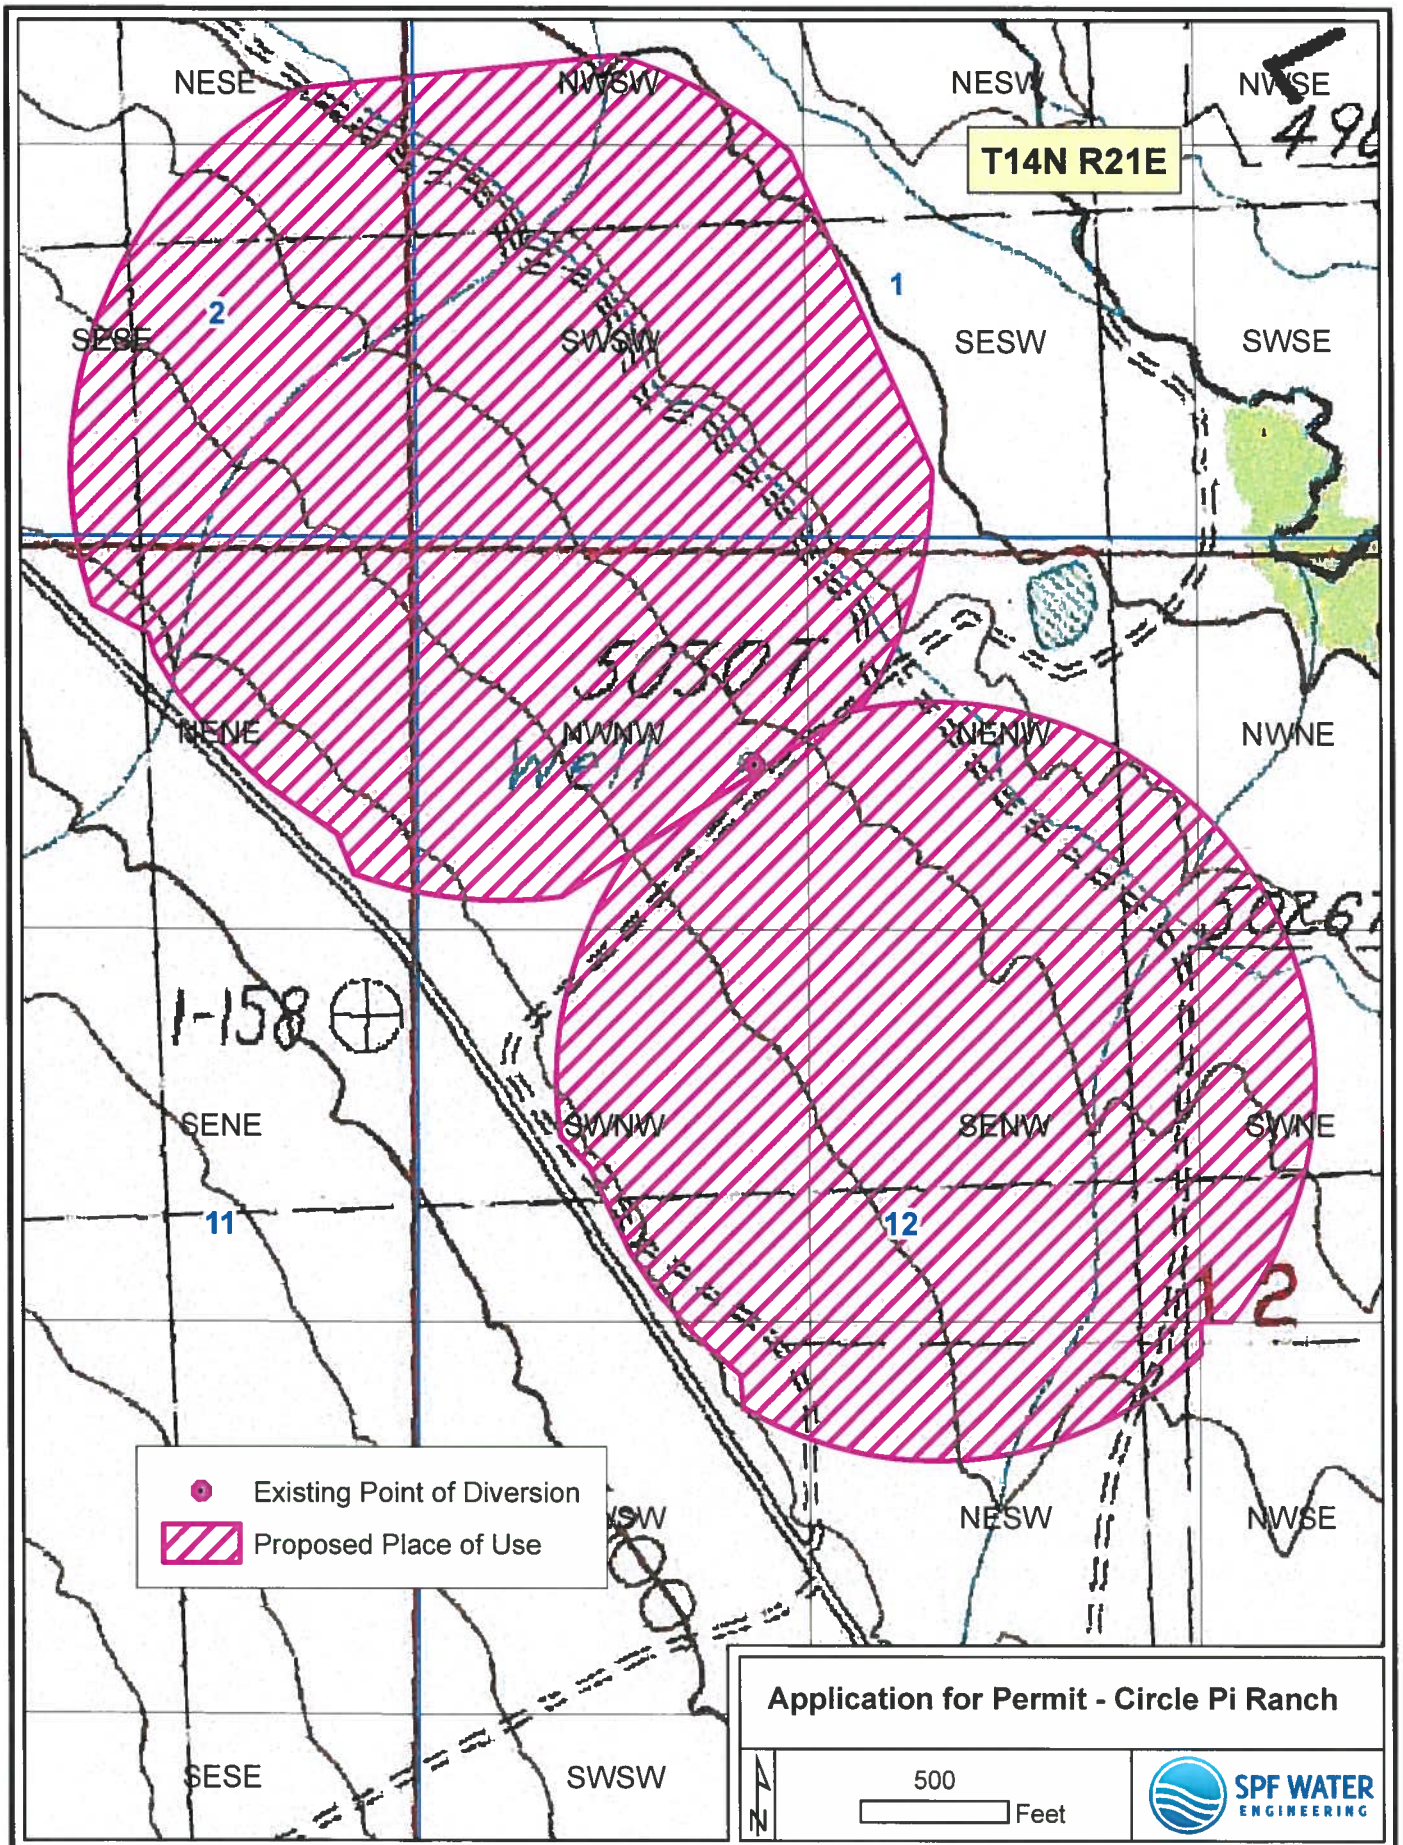 NESE
NWSW
NESW
NWSE
T14N R21E
1
2
SESE
SWSW
SESW
SWSE
5030T
NENE
NWNW
NENW
NWNE
Well
5026T
1-158
SENE
SWNW
SENW
SWNE
11
12
12
Existing Point of Diversion
Proposed Place of Use
NESW
NWSE
SESE
SWSW
Application for Permit - Circle Pi Ranch
N
500
Feet
SPF WATER
ENGINEERING